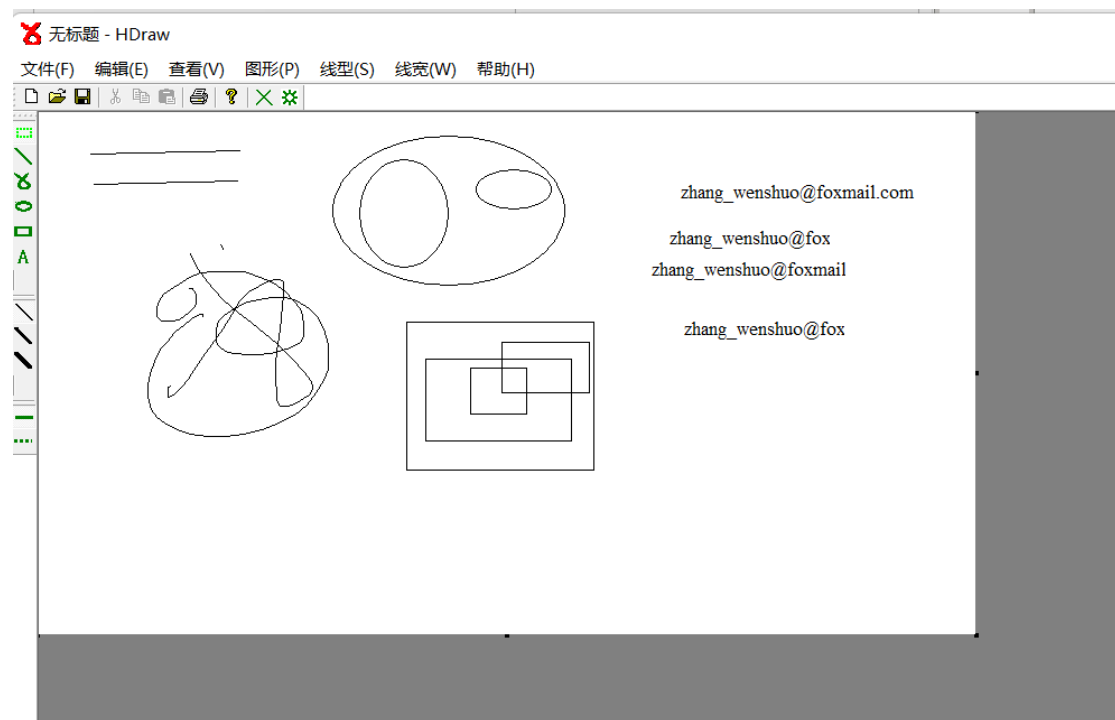 无标题 - HDraw
文件(F) 编辑(E) 查看(V) 图形(P) 线型(S) 线宽(W) 帮助(H)
A
zhang_wenshuo@foxmail.com
zhang_wenshuo@fox
zhang_wenshuo@foxmail
zhang_wenshuo@fox